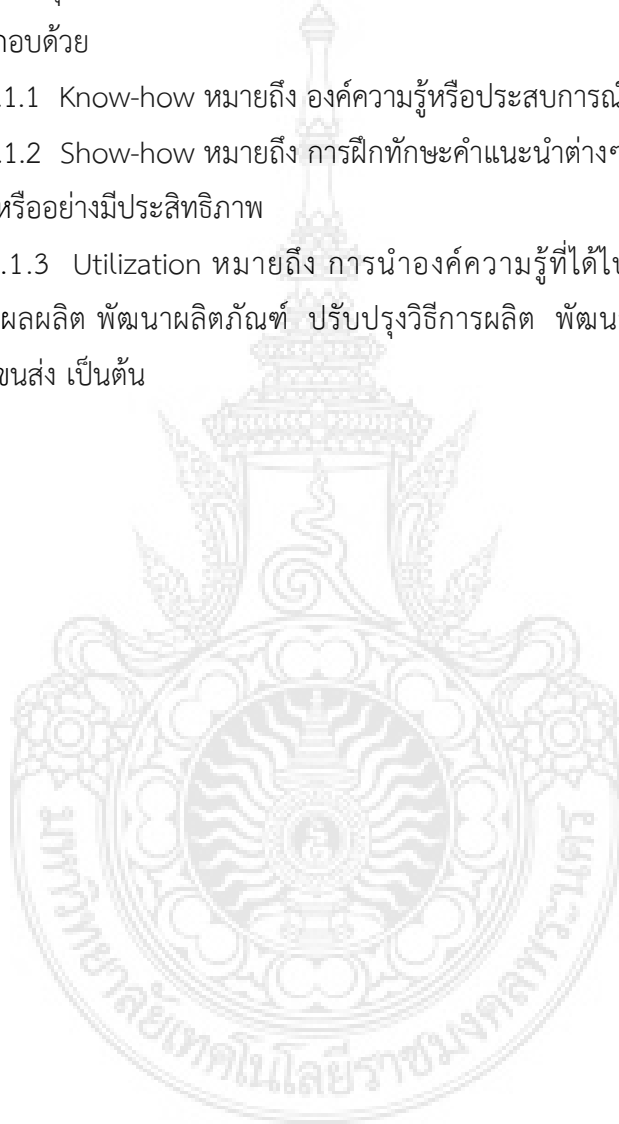 กอบด้วย
.1.1 Know-how หมายถึง องค์ความรู้หรือประสบการณ์
.1.2 Show-how หมายถึง การฝึกทักษะคำแนะนำต่างๆ
หรืออย่างมีประสิทธิภาพ
.1.3 Utilization หมายถึง การนำองค์ความรู้ที่ได้ไป
ผลผลิต พัฒนาผลิตภัณฑ์ ปรับปรุงวิธีการผลิต พัฒน
ขนส่ง เป็นต้น
มหาวิทยาลัยเทคโนโลยีราชมงคลพระนคร